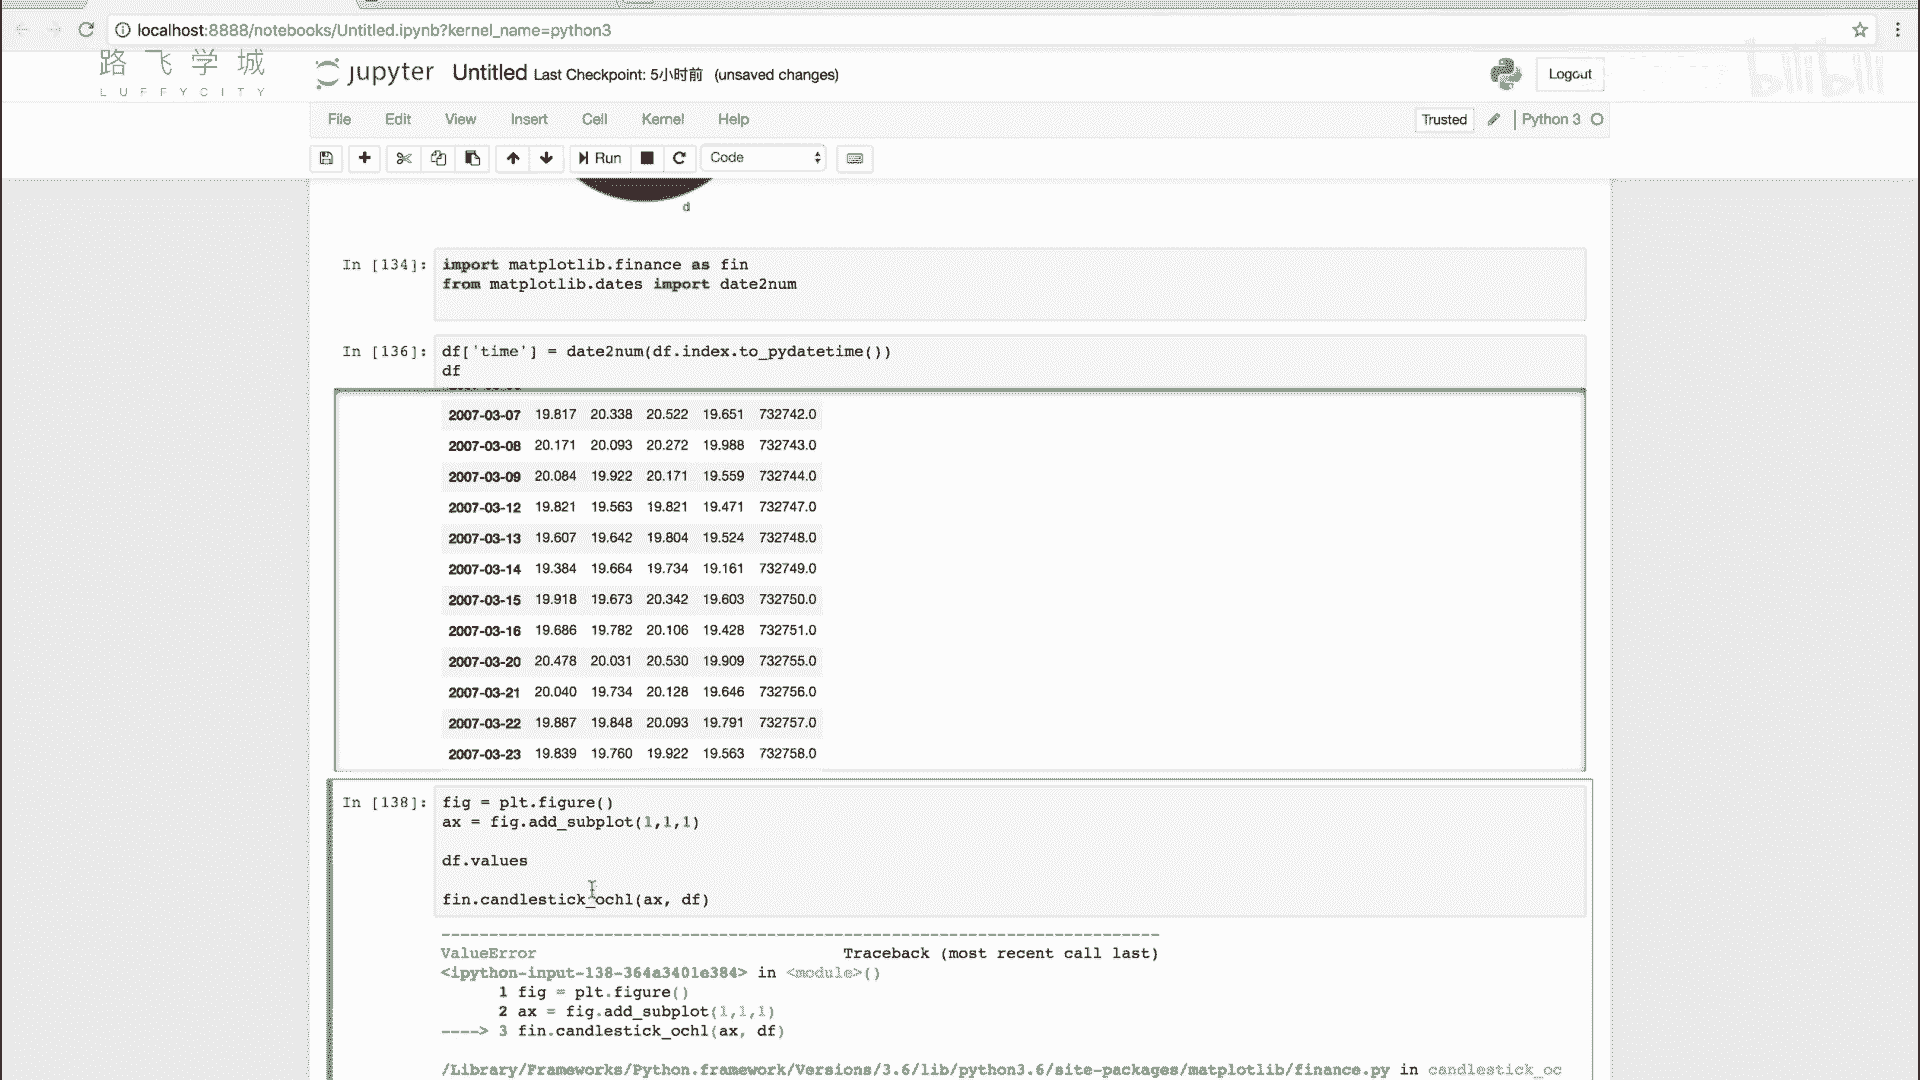 localhost:8888/notebooks/Untitled.ipynb?kernel_name=python3
路飞学城
LUFFYCITY
jupyter Untitled Last Checkpoint: 5小时前 (unsaved changes)
Logout
bilibili
File Edit View Insert Cell Kernel Help
Trusted
Python 3
Run
Code
d
In [134]:
import matplotlib.finance as fin
from matplotlib.dates import date2num
In [136]:
df['time'] = date2num(df.index.to_pydatetime())
df
2007-03-07 19.817 20.338 20.522 19.651 732742.0
2007-03-08 20.171 20.093 20.272 19.988 732743.0
2007-03-09 20.084 19.922 20.171 19.559 732744.0
2007-03-12 19.821 19.563 19.821 19.471 732747.0
2007-03-13 19.607 19.642 19.804 19.524 732748.0
2007-03-14 19.384 19.664 19.734 19.161 732749.0
2007-03-15 19.918 19.673 20.342 19.603 732750.0
2007-03-16 19.686 19.782 20.106 19.428 732751.0
2007-03-20 20.478 20.031 20.530 19.909 732755.0
2007-03-21 20.040 19.734 20.128 19.646 732756.0
2007-03-22 19.887 19.848 20.093 19.791 732757.0
2007-03-23 19.839 19.760 19.922 19.563 732758.0
In [138]:
fig = plt.figure()
ax = fig.add_subplot(1,1,1)
df.values
fin.candlestick_ochl(ax, df)
ValueError Traceback (most recent call last)
<ipython-input-138-364a3401e384> in <module>()
1 fig = plt.figure()
2 ax = fig.add_subplot(1,1,1)
----> 3 fin.candlestick_ochl(ax, df)
/Library/Frameworks/Python.framework/Versions/3.6/lib/python3.6/site-packages/matplotlib/finance.py in candlestick_oc